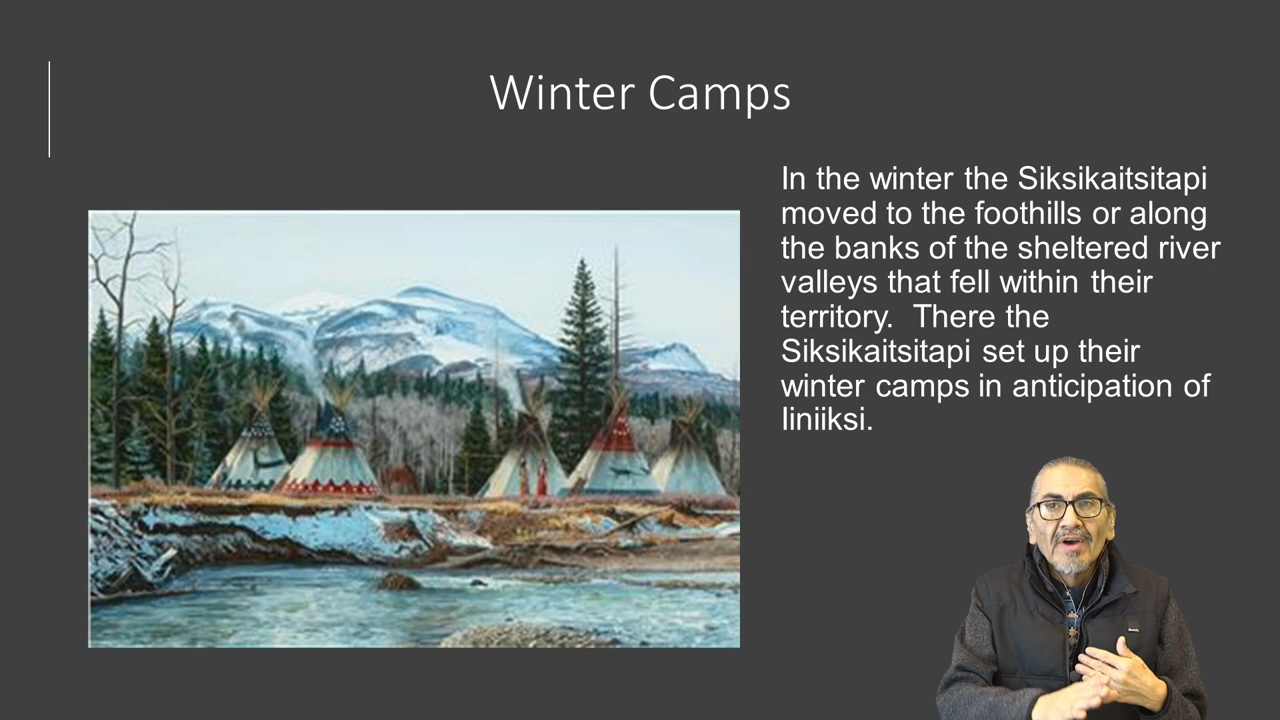 Winter Camps
In the winter the Siksikaitsitapi
moved to the foothills or along
the banks of the sheltered river
valleys that fell within their
territory.  There the
Siksikaitsitapi set up their
winter camps in anticipation of
Iiniiksi.